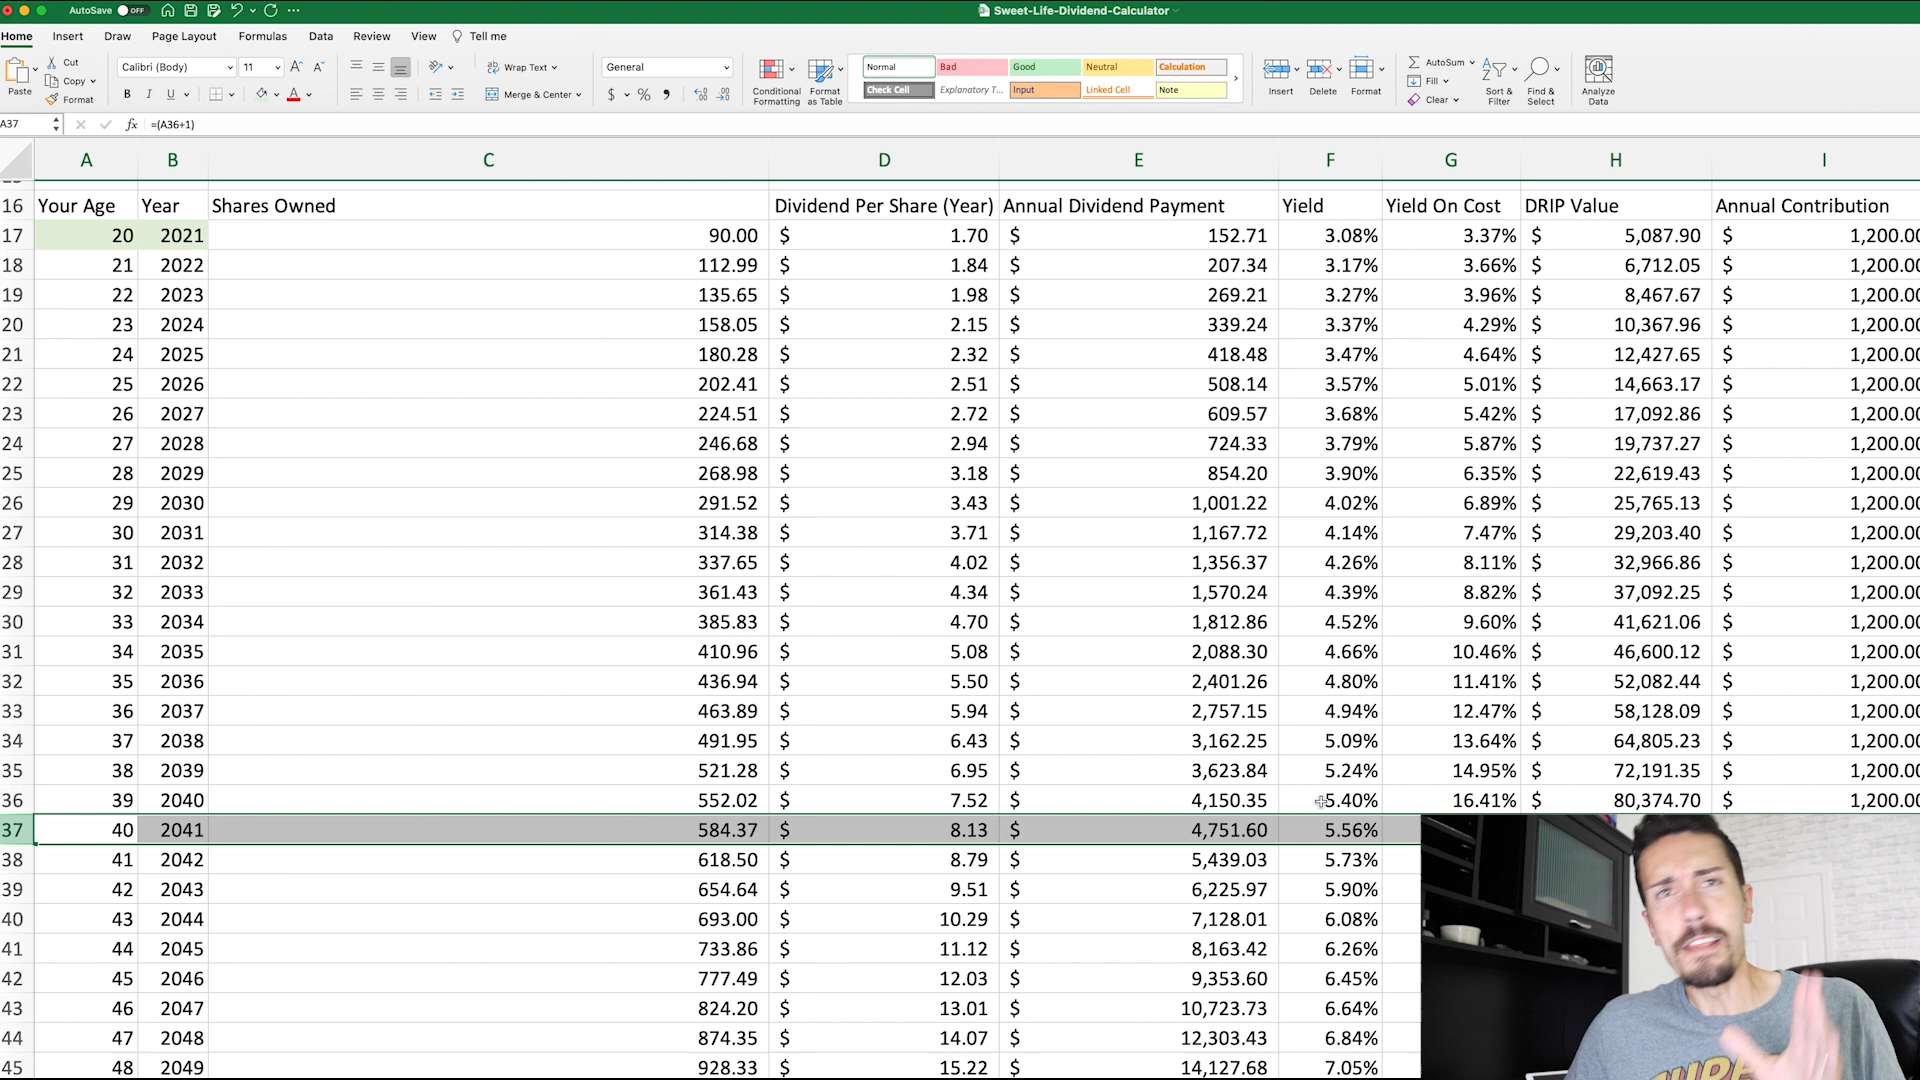 AutoSave OFF Sweet-Life-Dividend-Calculator
Home Insert Draw Page Layout Formulas Data Review View Tell me
Paste Cut Copy Format
Calibri (Body) 11 A A
B I U A
ab Wrap Text
Merge & Center
General
$ % ,
Conditional Formatting
Format as Table
Normal Bad Good Neutral Calculation
Check Cell Explanatory T... Input Linked Cell Note
Insert Delete Format
AutoSum Fill Clear
Sort & Filter
Find & Select
Analyze Data
A37 fx =(A36+1)
A B C D E F G H I
16 Your Age Year Shares Owned Dividend Per Share (Year) Annual Dividend Payment Yield Yield On Cost DRIP Value Annual Contribution
17 20 2021 90.00 $ 1.70 $ 152.71 3.08% 3.37% $ 5,087.90 $ 1,200.00
18 21 2022 112.99 $ 1.84 $ 207.34 3.17% 3.66% $ 6,712.05 $ 1,200.00
19 22 2023 135.65 $ 1.98 $ 269.21 3.27% 3.96% $ 8,467.67 $ 1,200.00
20 23 2024 158.05 $ 2.15 $ 339.24 3.37% 4.29% $ 10,367.96 $ 1,200.00
21 24 2025 180.28 $ 2.32 $ 418.48 3.47% 4.64% $ 12,427.65 $ 1,200.00
22 25 2026 202.41 $ 2.51 $ 508.14 3.57% 5.01% $ 14,663.17 $ 1,200.00
23 26 2027 224.51 $ 2.72 $ 609.57 3.68% 5.42% $ 17,092.86 $ 1,200.00
24 27 2028 246.68 $ 2.94 $ 724.33 3.79% 5.87% $ 19,737.27 $ 1,200.00
25 28 2029 268.98 $ 3.18 $ 854.20 3.90% 6.35% $ 22,619.43 $ 1,200.00
26 29 2030 291.52 $ 3.43 $ 1,001.22 4.02% 6.89% $ 25,765.13 $ 1,200.00
27 30 2031 314.38 $ 3.71 $ 1,167.72 4.14% 7.47% $ 29,203.40 $ 1,200.00
28 31 2032 337.65 $ 4.02 $ 1,356.37 4.26% 8.11% $ 32,966.86 $ 1,200.00
29 32 2033 361.43 $ 4.34 $ 1,570.24 4.39% 8.82% $ 37,092.25 $ 1,200.00
30 33 2034 385.83 $ 4.70 $ 1,812.86 4.52% 9.60% $ 41,621.06 $ 1,200.00
31 34 2035 410.96 $ 5.08 $ 2,088.30 4.66% 10.46% $ 46,600.12 $ 1,200.00
32 35 2036 436.94 $ 5.50 $ 2,401.26 4.80% 11.41% $ 52,082.44 $ 1,200.00
33 36 2037 463.89 $ 5.94 $ 2,757.15 4.94% 12.47% $ 58,128.09 $ 1,200.00
34 37 2038 491.95 $ 6.43 $ 3,162.25 5.09% 13.64% $ 64,805.23 $ 1,200.00
35 38 2039 521.28 $ 6.95 $ 3,623.84 5.24% 14.95% $ 72,191.35 $ 1,200.00
36 39 2040 552.02 $ 7.52 $ 4,150.35 5.40% 16.41% $ 80,374.70 $ 1,200.00
37 40 2041 584.37 $ 8.13 $ 4,751.60 5.56%
38 41 2042 618.50 $ 8.79 $ 5,439.03 5.73%
39 42 2043 654.64 $ 9.51 $ 6,225.97 5.90%
40 43 2044 693.00 $ 10.29 $ 7,128.01 6.08%
41 44 2045 733.86 $ 11.12 $ 8,163.42 6.26%
42 45 2046 777.49 $ 12.03 $ 9,353.60 6.45%
43 46 2047 824.20 $ 13.01 $ 10,723.73 6.64%
44 47 2048 874.35 $ 14.07 $ 12,303.43 6.84%
45 48 2049 928.33 $ 15.22 $ 14,127.68 7.05%